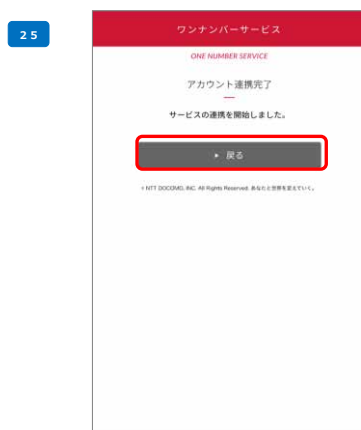 25
ワンナンバーサービス
ONE NUMBER SERVICE
アカウント連携完了
サービスの連携を開始しました。
▶ 戻る
© NTT DOCOMO, INC. All Rights Reserved. あなたと世界を変えていく。